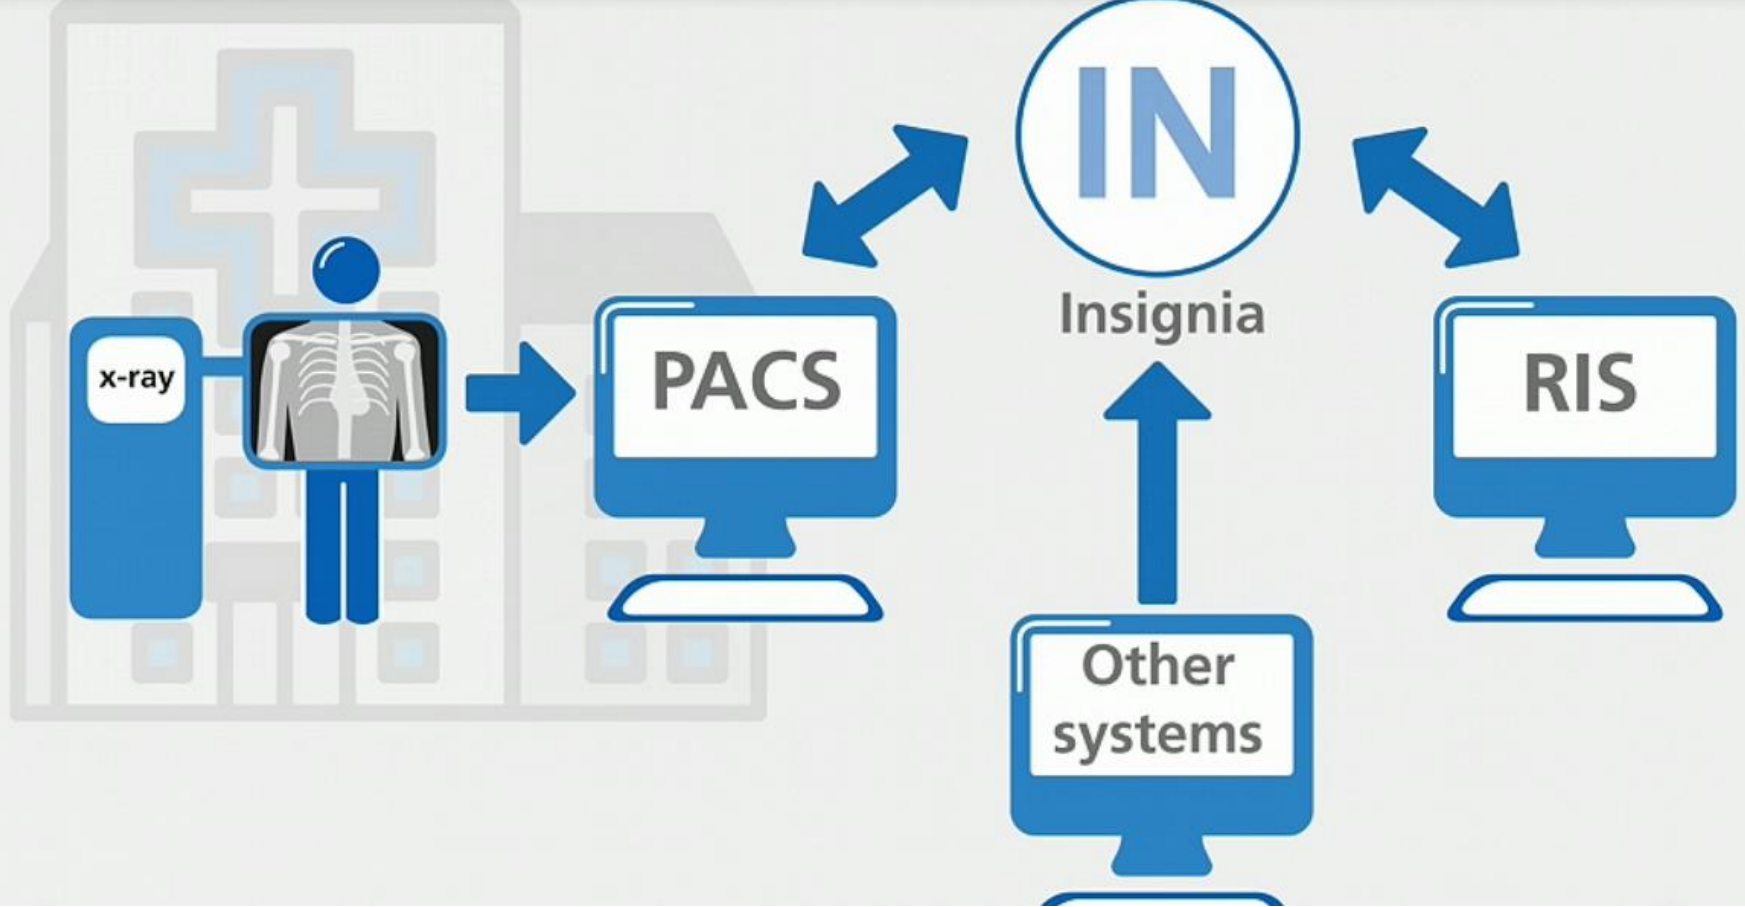 IN
Insignia
x-ray
PACS
RIS
Other
systems